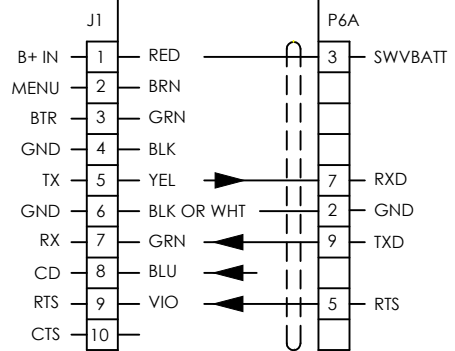 J1 P6A
B+ IN 1 RED 3 SWVBATT
MENU 2 BRN
BTR 3 GRN
GND 4 BLK
TX 5 YEL 7 RXD
GND 6 BLK OR WHT 2 GND
RX 7 GRN 9 TXD
CD 8 BLU
RTS 9 VIO 5 RTS
CTS 10